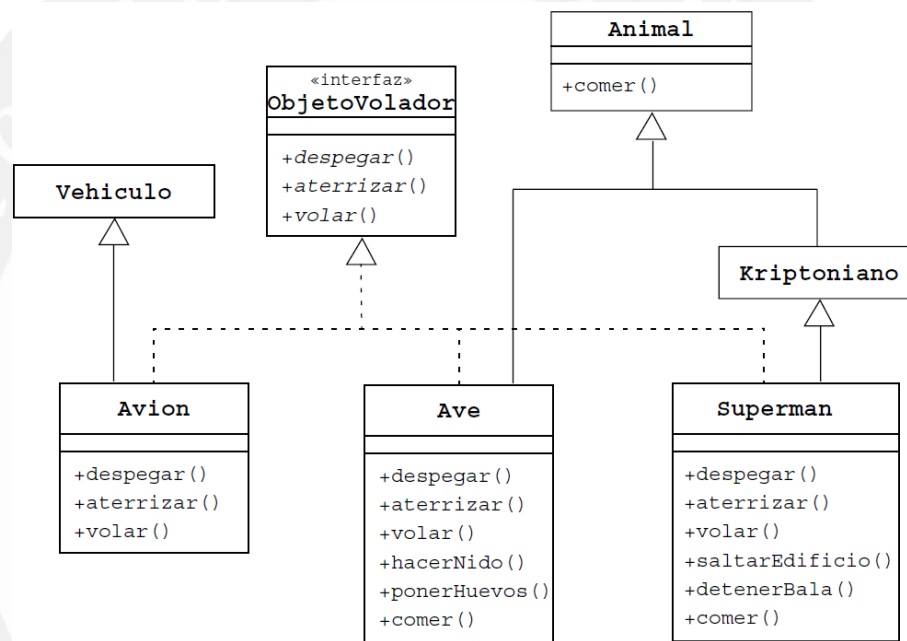 Animal
+comer()
«interfaz»
ObjetoVolador
+despegar()
+aterrizar()
+volar()
Vehiculo
Kriptoniano
Avion
+despegar()
+aterrizar()
+volar()
Ave
+despegar()
+aterrizar()
+volar()
+hacerNido()
+ponerHuevos()
+comer()
Superman
+despegar()
+aterrizar()
+volar()
+saltarEdificio()
+detenerBala()
+comer()